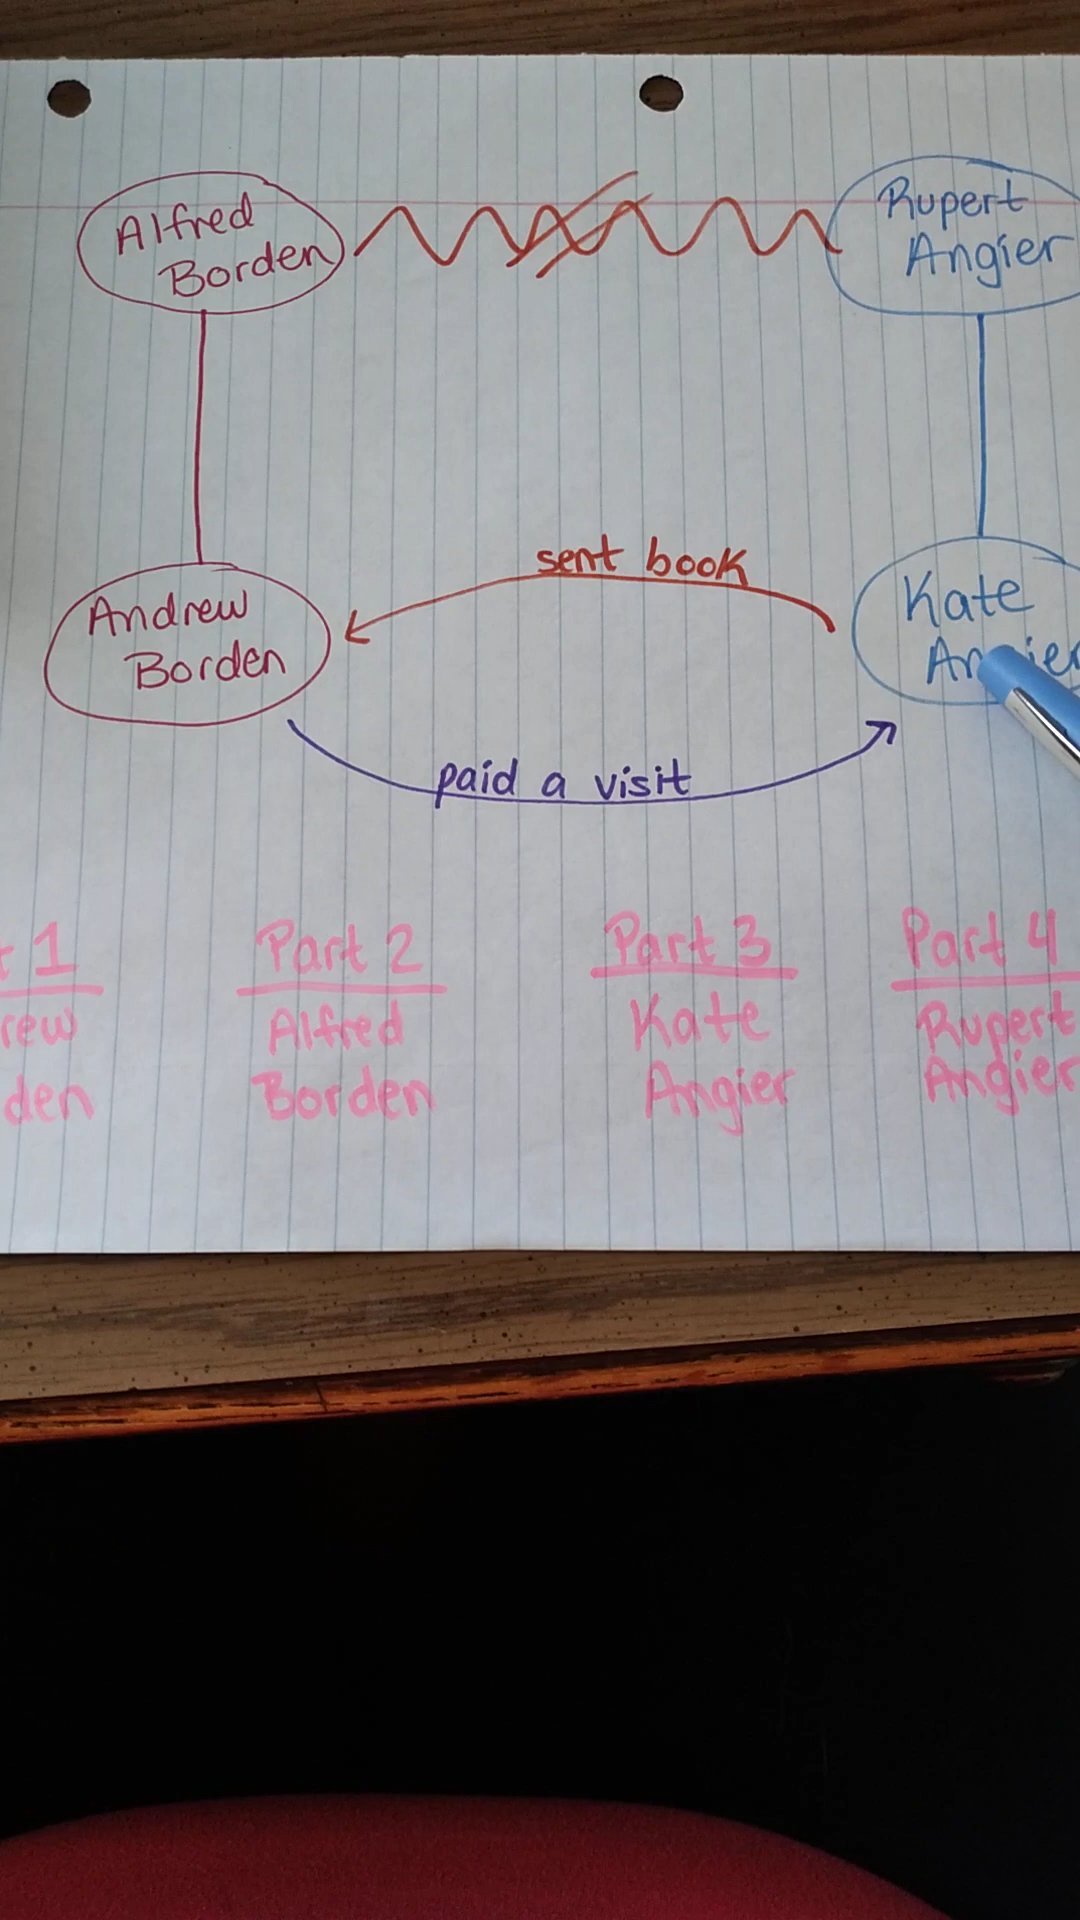 Alfred
Borden
Rupert
Angier
sent book
Andrew
Borden
Kate
paid a visit
1
Part 2
Alfred
Borden
Part 3
Kate
Angier
Part 4
Rupert
Angier